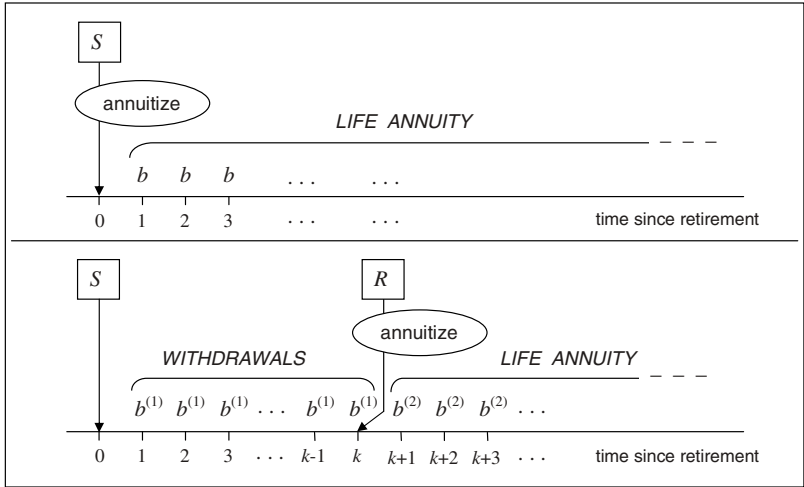 S
annuitize
LIFE ANNUITY
b b b ... ...
0 1 2 3 ... ... time since retirement
S R
annuitize
WITHDRAWALS LIFE ANNUITY
b^(1) b^(1) b^(1) ... b^(1) b^(1) b^(2) b^(2) b^(2) ...
0 1 2 3 ... k-1 k k+1 k+2 k+3 ... time since retirement